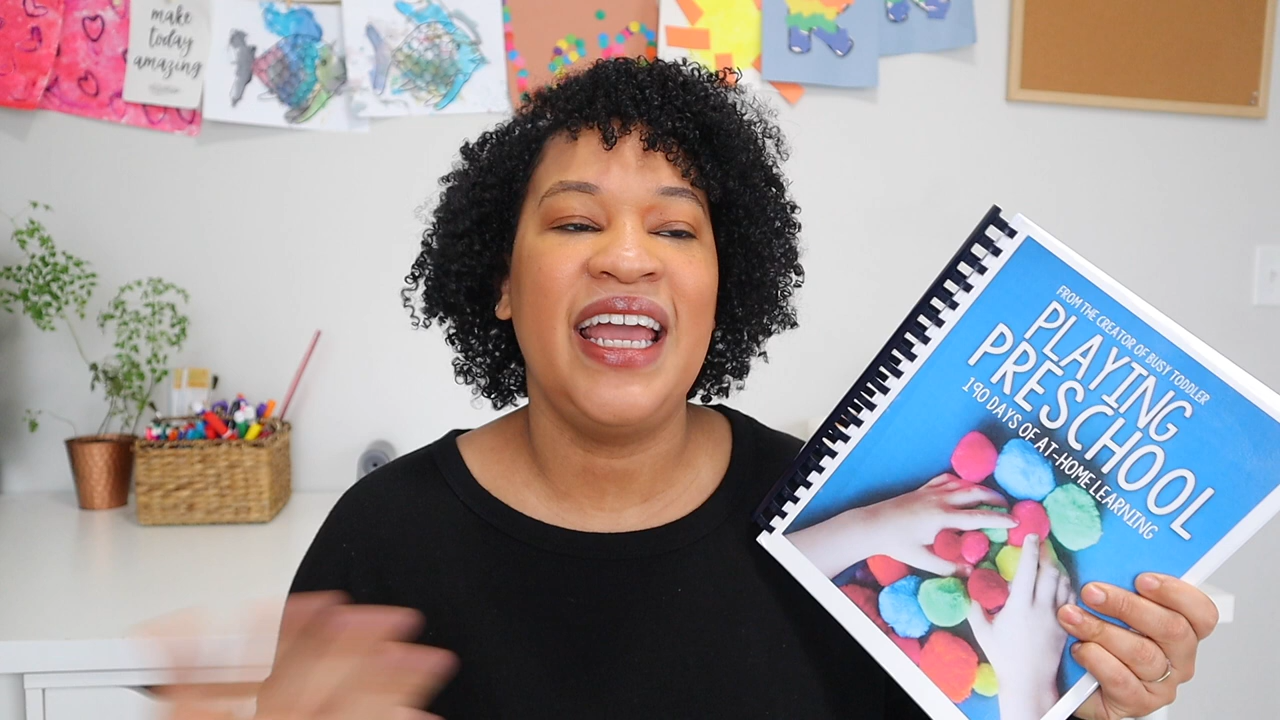 make
today
amazing
FROM THE CREATOR OF BUSY TODDLER
PLAYING
PRESCHOOL
190 DAYS OF AT-HOME LEARNING